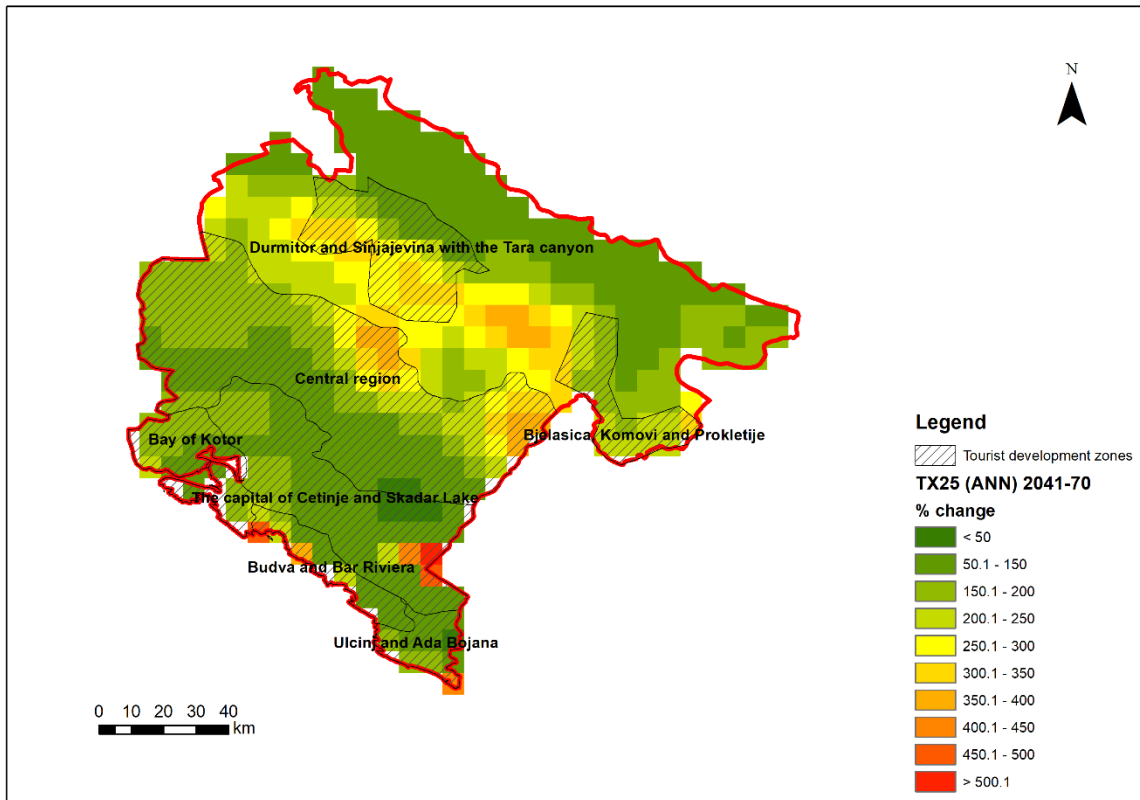 N
Durmitor and Sinjajevina with the Tara canyon
Central region
Bay of Kotor
Bjelasica, Komovi and Prokletije
The capital of Cetinje and Skadar Lake
Budva and Bar Riviera
Ulcinj and Ada Bojana
0 10 20 30 40
km
Legend
Tourist development zones
TX25 (ANN) 2041-70
% change
< 50
50.1 - 150
150.1 - 200
200.1 - 250
250.1 - 300
300.1 - 350
350.1 - 400
400.1 - 450
450.1 - 500
> 500.1